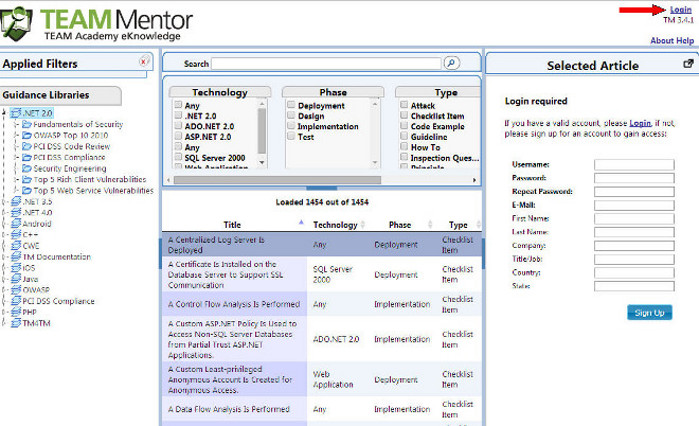 TEAM Mentor
TEAM Academy eKnowledge
Login
TM 3.4.1
About Help
Applied Filters
Guidance Libraries
.NET 2.0
Fundamentals of Security
OWASP Top 10 2010
PCI DSS Code Review
PCI DSS Compliance
Security Engineering
Top 5 Rich Client Vulnerabilities
Top 5 Web Service Vulnerabilities
.NET 3.5
.NET 4.0
Android
C++
CWE
TM Documentation
iOS
Java
OWASP
PCI DSS Compliance
PHP
TM4TM
Search
Technology
Any
.NET 2.0
ADO.NET 2.0
ASP.NET 2.0
Any
SQL Server 2000
Web Application
Phase
Deployment
Design
Implementation
Test
Type
Attack
Checklist Item
Code Example
Guideline
How To
Inspection Ques...
Principle
Loaded 1454 out of 1454
Title Technology Phase Type
A Centralized Log Server Is
Deployed
Any
Deployment
Checklist
Item
A Certificate Is Installed on the
Database Server to Support SSL
Communication
SQL Server
2000
Deployment
Checklist
Item
A Control Flow Analysis Is Performed
Any
Implementation
Checklist
Item
A Custom ASP.NET Policy Is Used to
Access Non-SQL Server Databases
from Partial Trust ASP.NET
Applications.
ADO.NET 2.0
Implementation
Checklist
Item
A Custom Least-privileged
Anonymous Account Is Created for
Anonymous Access.
Web
Application
Deployment
Checklist
Item
A Data Flow Analysis Is Performed
Any
Implementation
Checklist
Item
Selected Article
Login required
If you have a valid account, please Login, if not,
please sign up for an account to gain access:
Username:
Password:
Repeat Password:
E-Mail:
First Name:
Last Name:
Company:
Title/Job:
Country:
State:
Sign Up